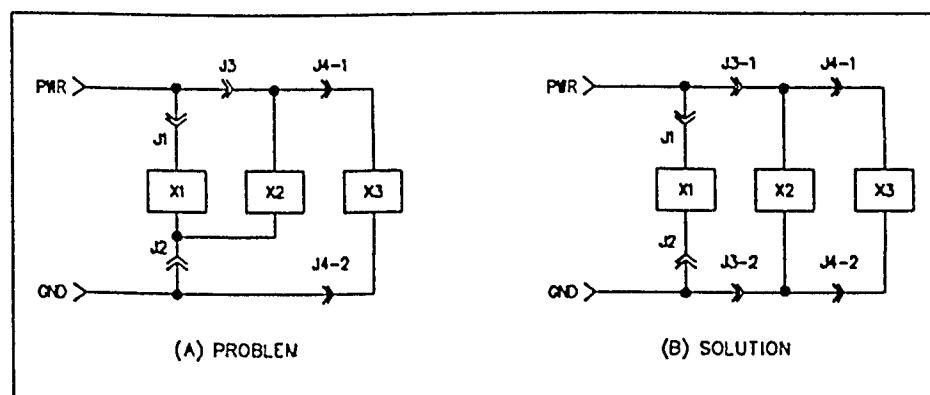 J3 J4-1
PWR
J1
X1 X2 X3
J2
J4-2
GND
(A) PROBLEM
J3-1 J4-1
PWR
J1
X1 X2 X3
J2
J3-2 J4-2
GND
(B) SOLUTION